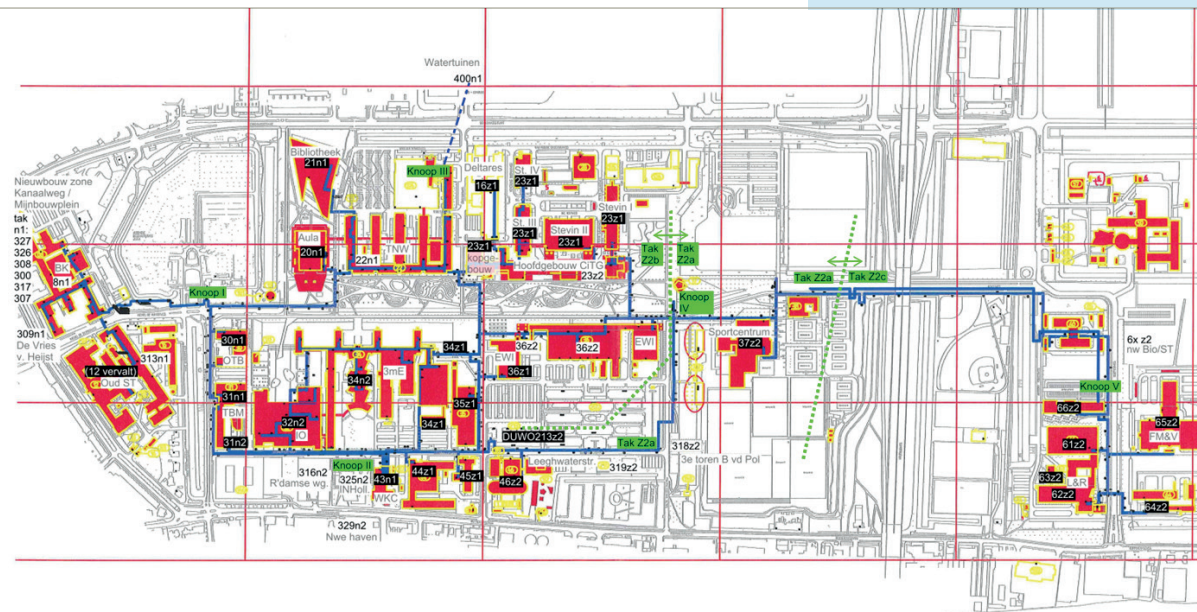 Watertuinen
400n1
Bibliotheek
21n1
Knoop III
Deltares
16z1
St. IV
23z1
Stevin I
23z1
St. III
23z1
Stevin II
23z1
Nieuwbouw zone
Kanaalweg /
Mijnbouwplein
tak
n1:
327
326
308
300
317
307
BK
8n1
Aula
20n1
TNW
22n1
23z1
kopge-
bouw
Hoofdgebouw CiTG
23z2
Tak
Z2b
Tak
Z2a
Tak Z2a
Tak Z2c
Knoop I
Knoop
IV
309n1
De Vries
v. Heijst
313n1
(12 vervalt)
Oud ST
30n1
OTB
31n1
TBM
31n2
32n2
IO
34n2
3mE
34z1
35z1
34z1
EWI
36z1
36z2
36z2
EWI
Sportcentrum
37z2
6x z2
nw Bio/ST
Knoop V
66z2
65z2
FM&V
61z2
63z2
L&R
62z2
64z2
DUWO213z2
Tak Z2a
318z2
3e toren B vd Pol
316n2
R'damse wg.
Knoop II
325n2
INHoll.
43n1
WKC
44z1
45z1
46z2
Leeghwaterstr.
319z2
329n2
Nwe haven